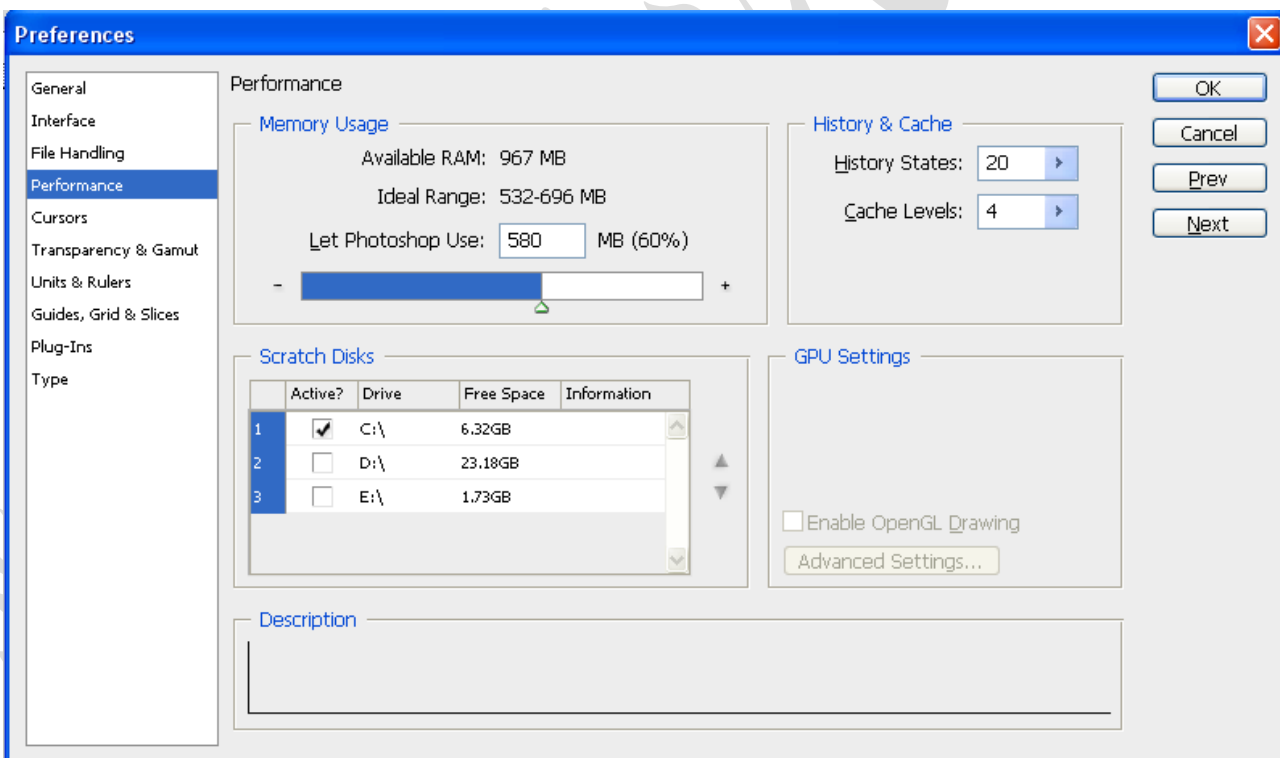 Preferences
General
Interface
File Handling
Performance
Cursors
Transparency & Gamut
Units & Rulers
Guides, Grid & Slices
Plug-Ins
Type
Performance
Memory Usage
Available RAM: 967 MB
Ideal Range: 532-696 MB
Let Photoshop Use: 580 MB (60%)
- +
History & Cache
History States: 20
Cache Levels: 4
Scratch Disks
Active? Drive Free Space Information
1 C:\ 6.32GB
2 D:\ 23.18GB
3 E:\ 1.73GB
GPU Settings
Enable OpenGL Drawing
Advanced Settings...
Description
OK
Cancel
Prev
Next